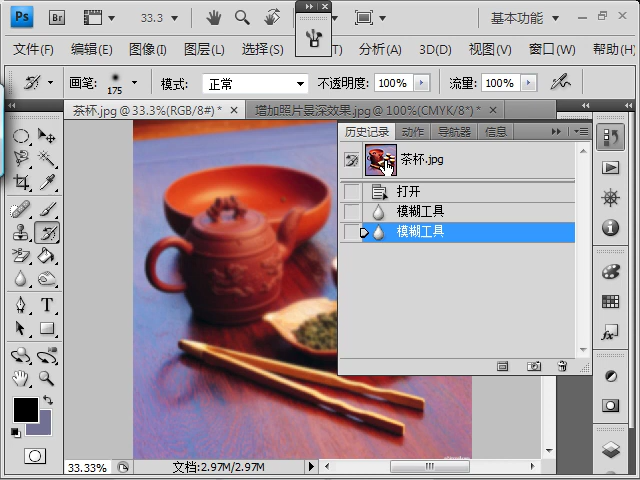 Ps Br 33.3 基本功能
文件(F) 编辑(E) 图像(I) 图层(L) 选择(S) T) 分析(A) 3D(D) 视图(V) 窗口(W) 帮助(H)
画笔: 175 模式: 正常 不透明度: 100% 流量: 100%
茶杯.jpg @ 33.3%(RGB/8#) * 增加照片景深效果.jpg @ 100%(CMYK/8*) *
历史记录 动作 导航器 信息
茶杯.jpg
打开
模糊工具
模糊工具
33.33% 文档:2.97M/2.97M